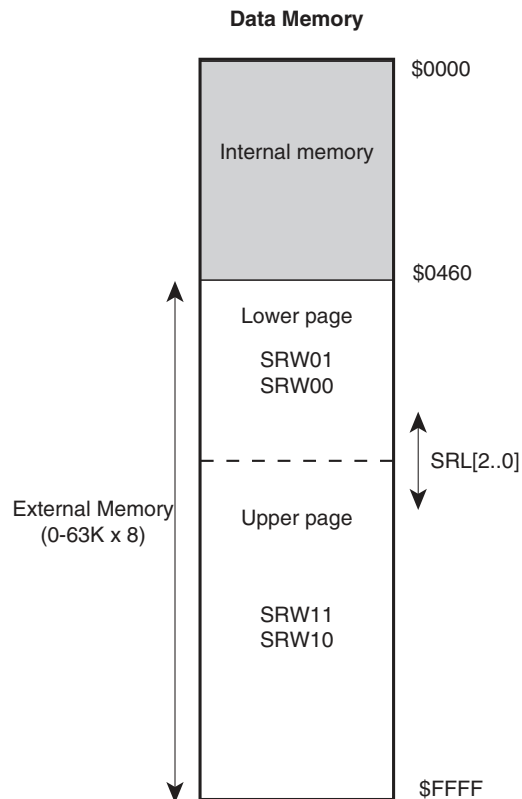 Data Memory
$0000
Internal memory
$0460
Lower page
SRW01
SRW00
SRL[2..0]
External Memory
(0-63K x 8)
Upper page
SRW11
SRW10
$FFFF